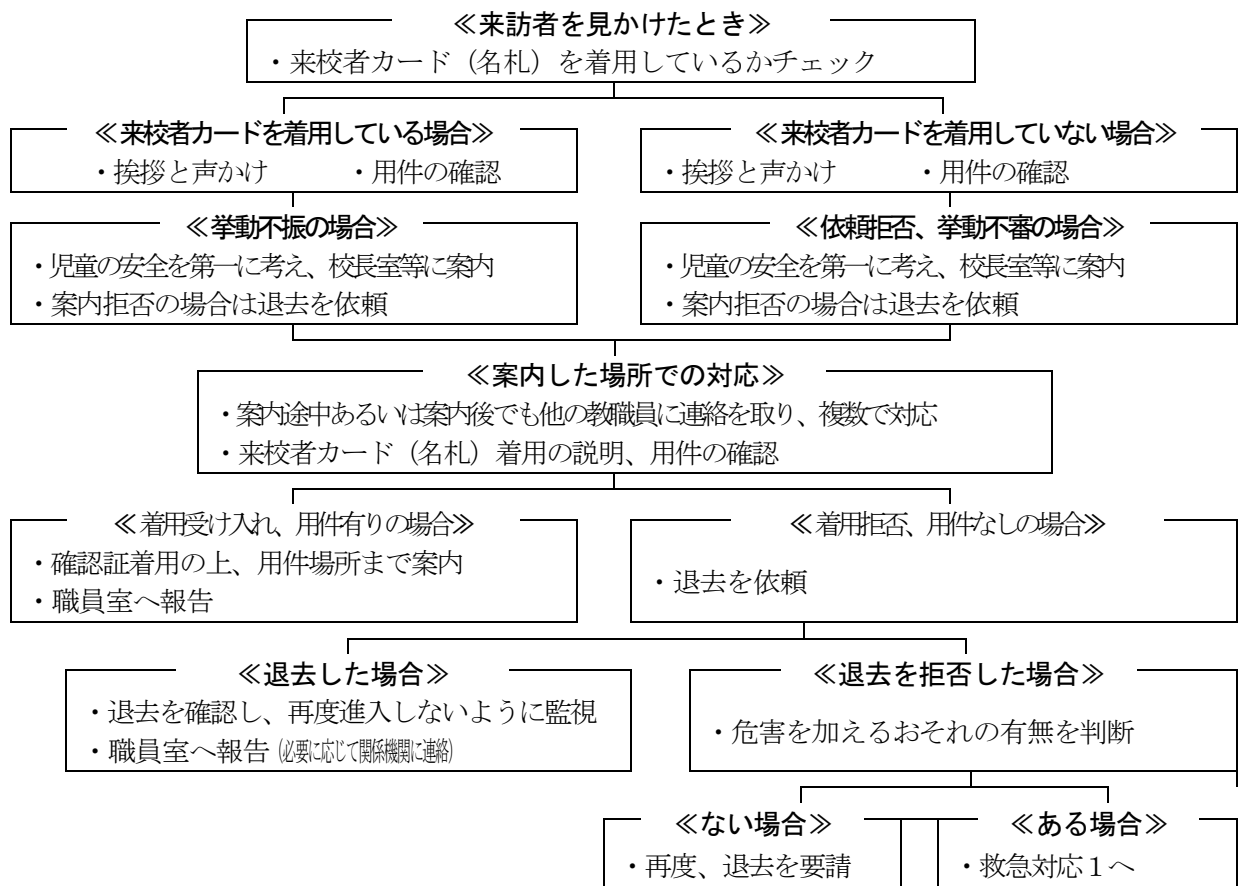 ≪来訪者を見かけたとき≫
・来校者カード（名札）を着用しているかチェック
≪来校者カードを着用している場合≫
・挨拶と声かけ　・用件の確認
≪来校者カードを着用していない場合≫
・挨拶と声かけ　・用件の確認
≪挙動不振の場合≫
・児童の安全を第一に考え、校長室等に案内
・案内拒否の場合は退去を依頼
≪依頼拒否、挙動不審の場合≫
・児童の安全を第一に考え、校長室等に案内
・案内拒否の場合は退去を依頼
≪案内した場所での対応≫
・案内途中あるいは案内後でも他の教職員に連絡を取り、複数で対応
・来校者カード（名札）着用の説明、用件の確認
≪着用受け入れ、用件有りの場合≫
・確認証着用の上、用件場所まで案内
・職員室へ報告
≪着用拒否、用件なしの場合≫
・退去を依頼
≪退去した場合≫
・退去を確認し、再度進入しないように監視
・職員室へ報告（必要に応じて関係機関に連絡）
≪退去を拒否した場合≫
・危害を加えるおそれの有無を判断
≪ない場合≫
・再度、退去を要請
≪ある場合≫
・救急対応１へ